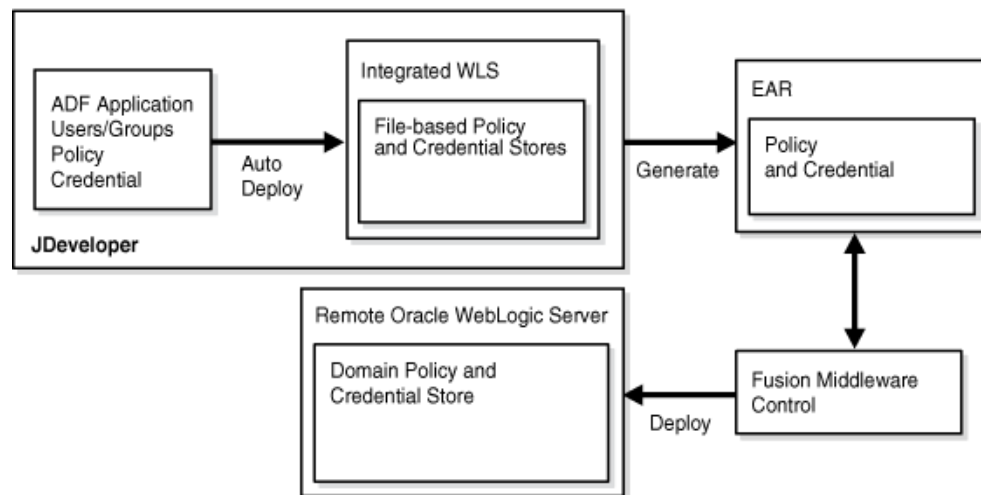 ADF Application
Users/Groups
Policy
Credential
Auto
Deploy
Integrated WLS
File-based Policy
and Credential Stores
JDeveloper
Generate
EAR
Policy
and Credential
Remote Oracle WebLogic Server
Domain Policy and
Credential Store
Deploy
Fusion Middleware
Control